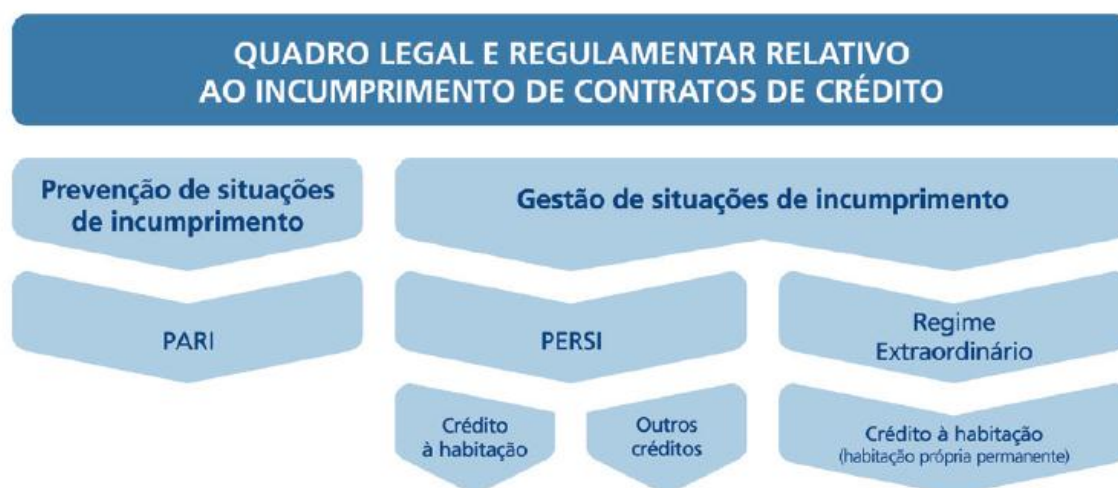 QUADRO LEGAL E REGULAMENTAR RELATIVO
AO INCUMPRIMENTO DE CONTRATOS DE CRÉDITO
Prevenção de situações
de incumprimento
Gestão de situações de incumprimento
PARI
PERSI
Regime
Extraordinário
Crédito
à habitação
Outros
créditos
Crédito à habitação
(habitação própria permanente)